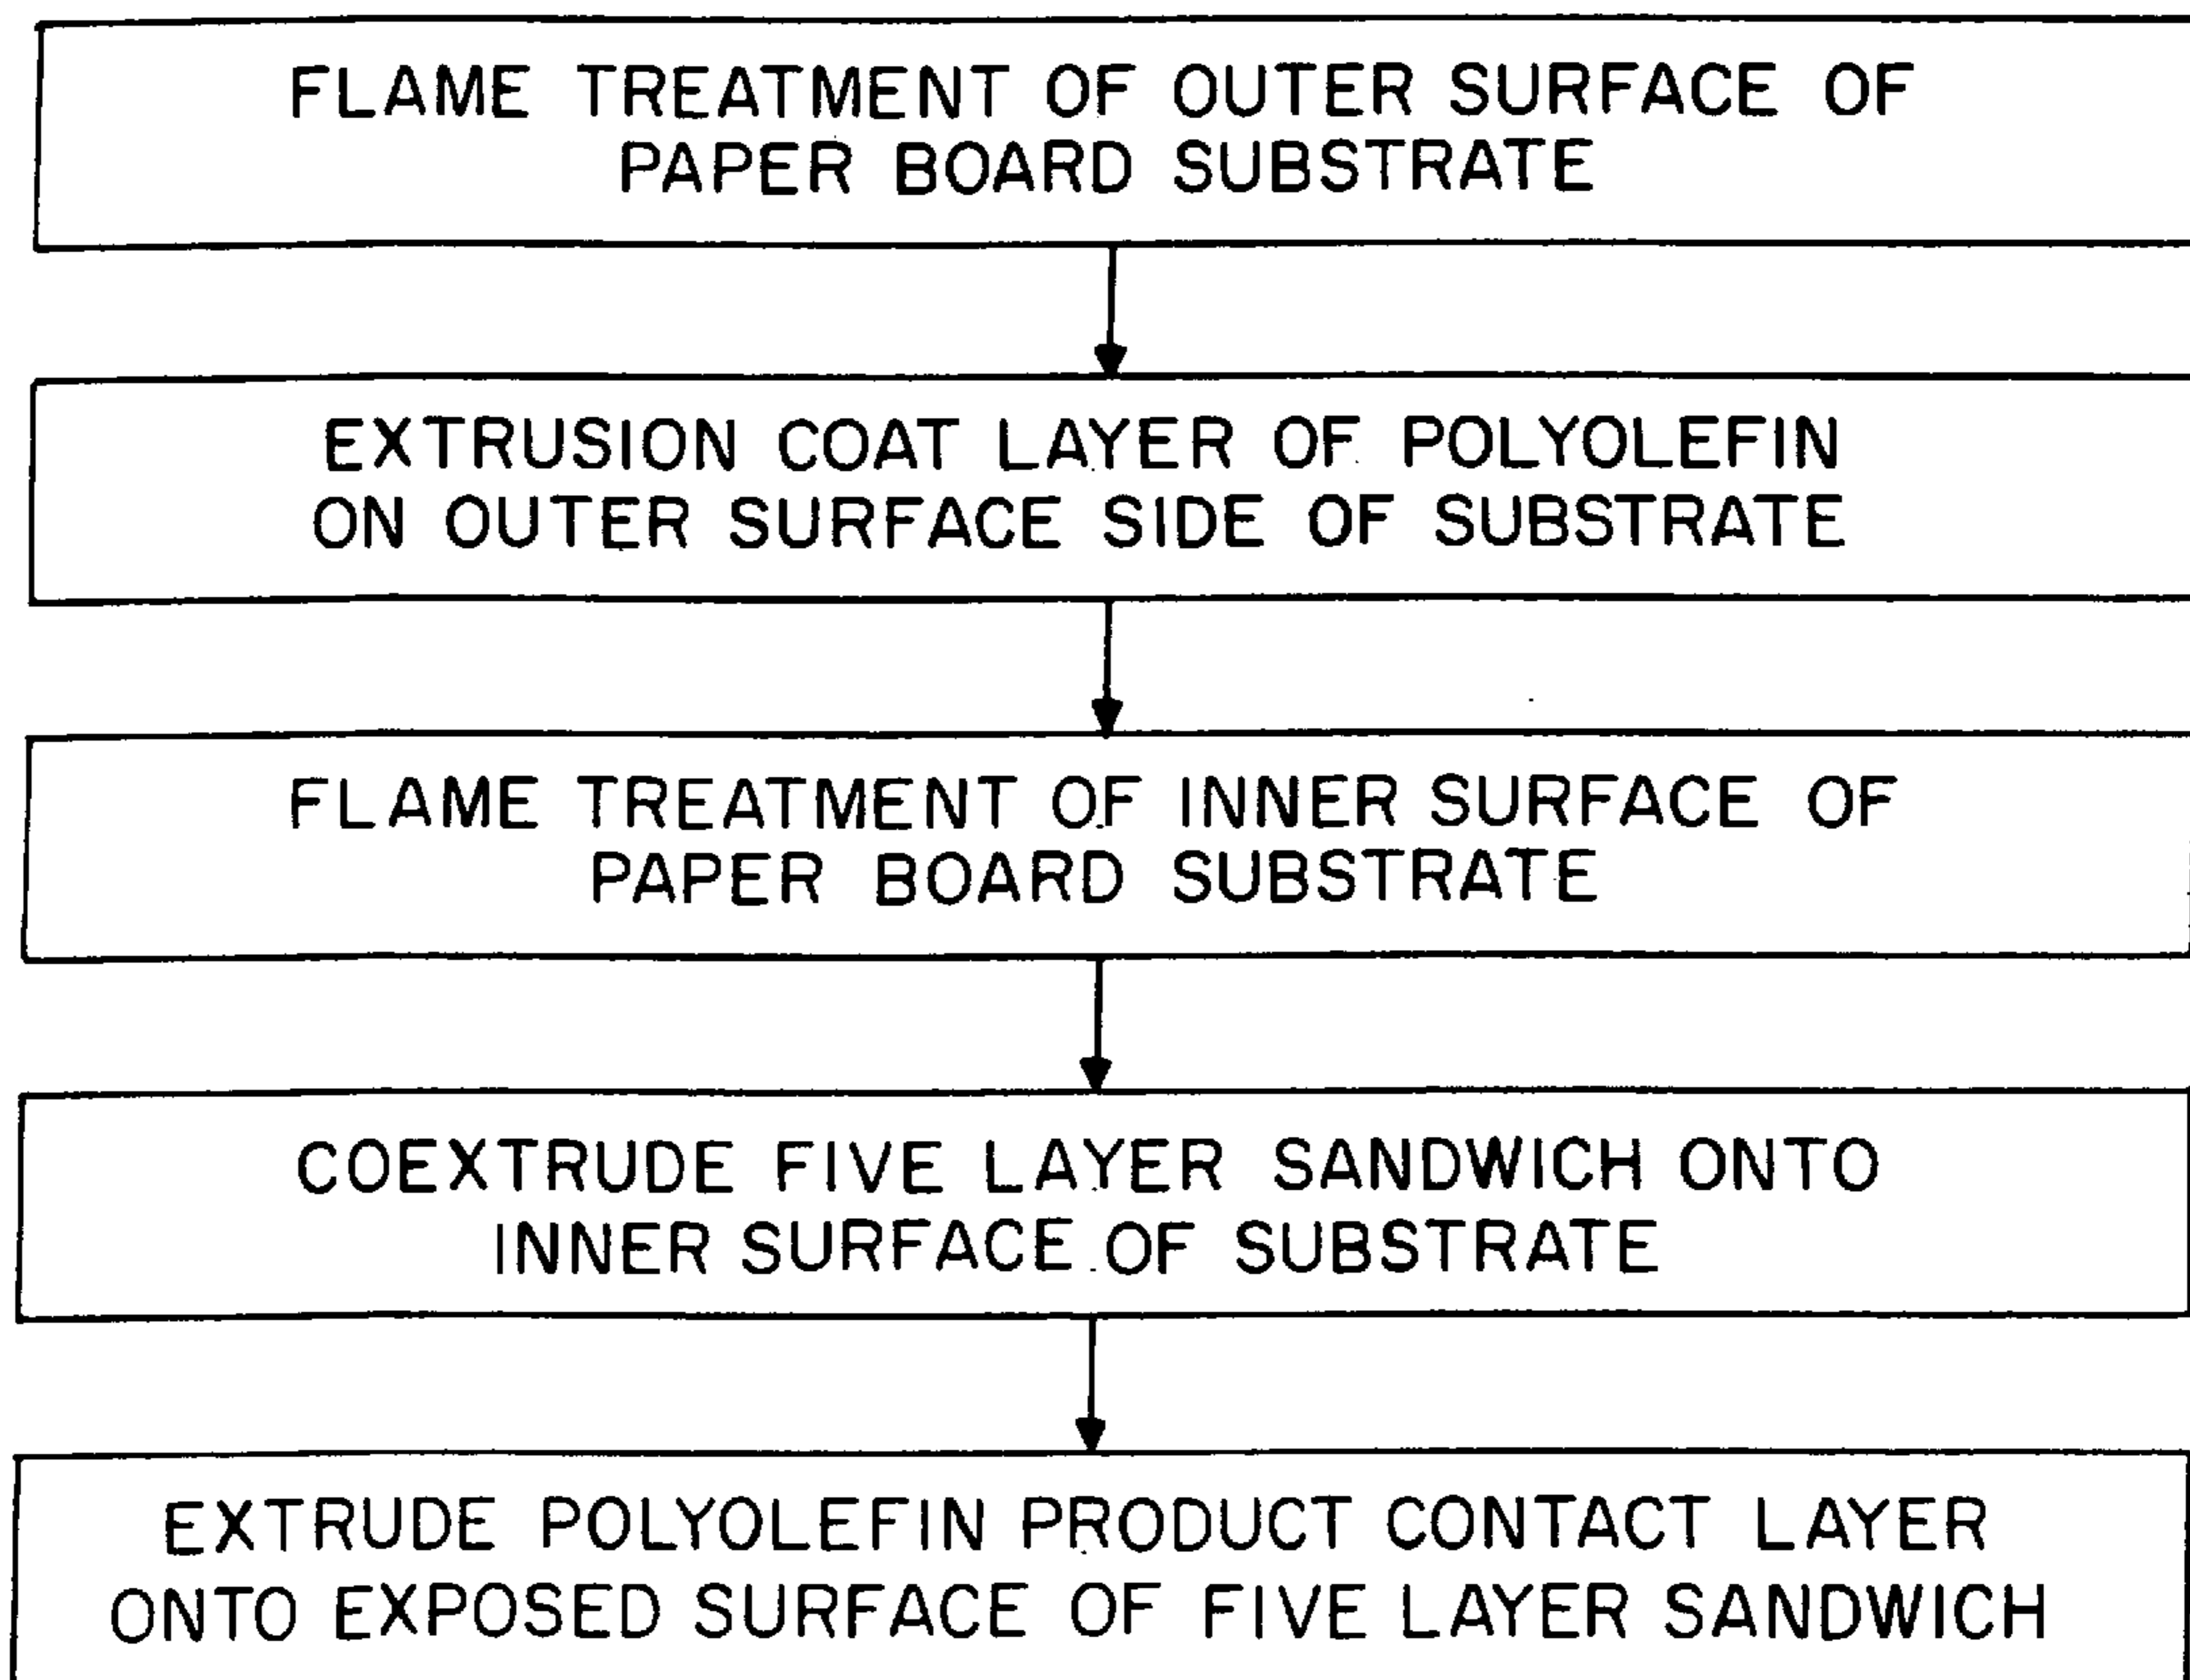 FLAME TREATMENT OF OUTER SURFACE OF
PAPER BOARD SUBSTRATE
EXTRUSION COAT LAYER OF POLYOLEFIN
ON OUTER SURFACE SIDE OF SUBSTRATE
FLAME TREATMENT OF INNER SURFACE OF
PAPER BOARD SUBSTRATE
COEXTRUDE FIVE LAYER SANDWICH ONTO
INNER SURFACE OF SUBSTRATE
EXTRUDE POLYOLEFIN PRODUCT CONTACT LAYER
ONTO EXPOSED SURFACE OF FIVE LAYER SANDWICH